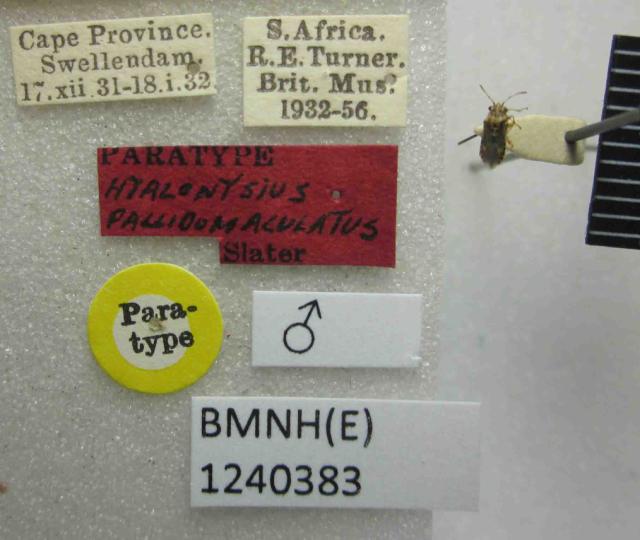 Cape Province.
Swellendam.
17.xii.31-18.i.32
S. Africa.
R.E. Turner.
Brit. Mus.
1932-56.
PARATYPE
HYALONYSIUS
PALLIDOMACULATUS
Slater
Para-
type
♂
BMNH(E)
1240383